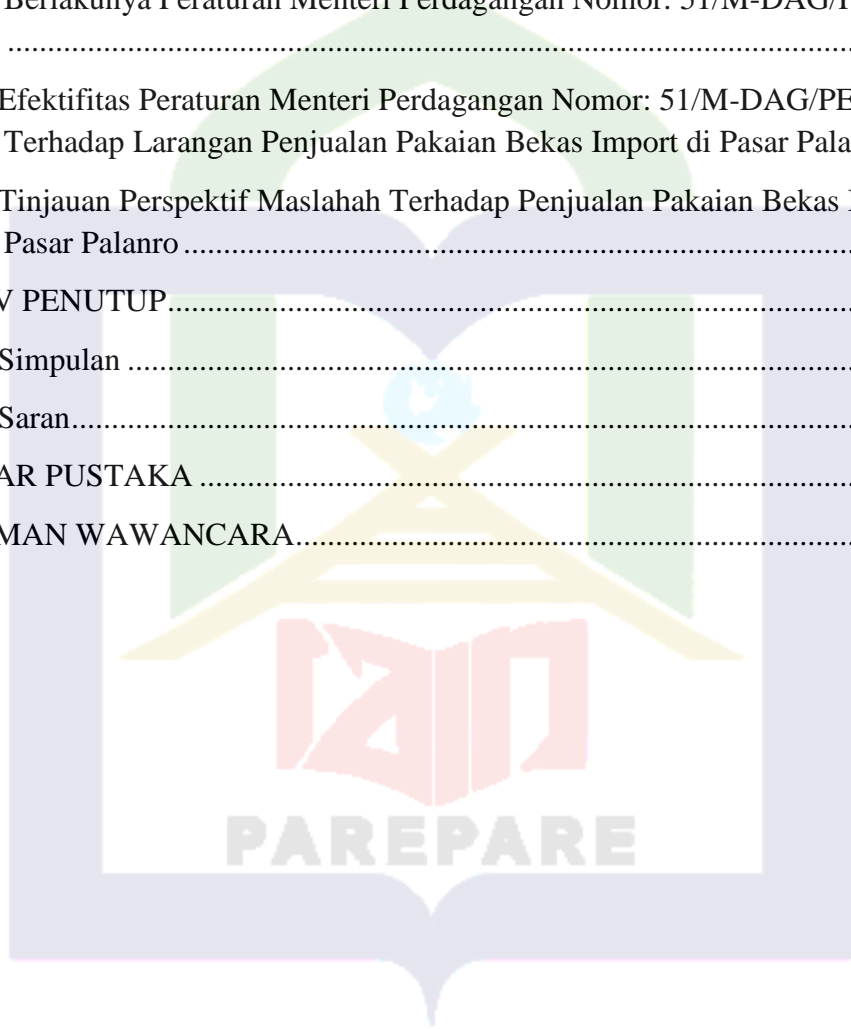 Berlakunya Peraturan Menteri Perdagangan Nomor: 51/M-DAG/
....................................................................................................................
Efektifitas Peraturan Menteri Perdagangan Nomor: 51/M-DAG/PE
Terhadap Larangan Penjualan Pakaian Bekas Import di Pasar Pala
Tinjauan Perspektif Maslahah Terhadap Penjualan Pakaian Bekas
Pasar Palanro ............................................................................................
V PENUTUP...............................................................................................
Simpulan ...................................................................................................
Saran..........................................................................................................
AR PUSTAKA ..........................................................................................
MAN WAWANCARA..............................................................................
iain
PAREPARE